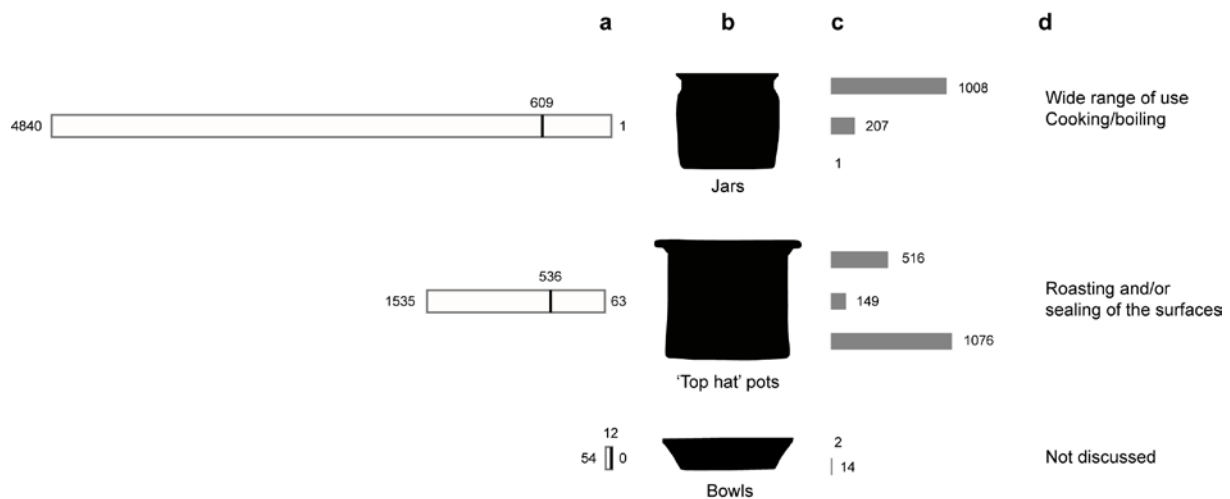 a b c d
609
4840
1
1008
207
1
Wide range of use
Cooking/boiling
Jars
536
1535
63
516
149
1076
Roasting and/or
sealing of the surfaces
‘Top hat’ pots
12
54
0
2
14
Not discussed
Bowls